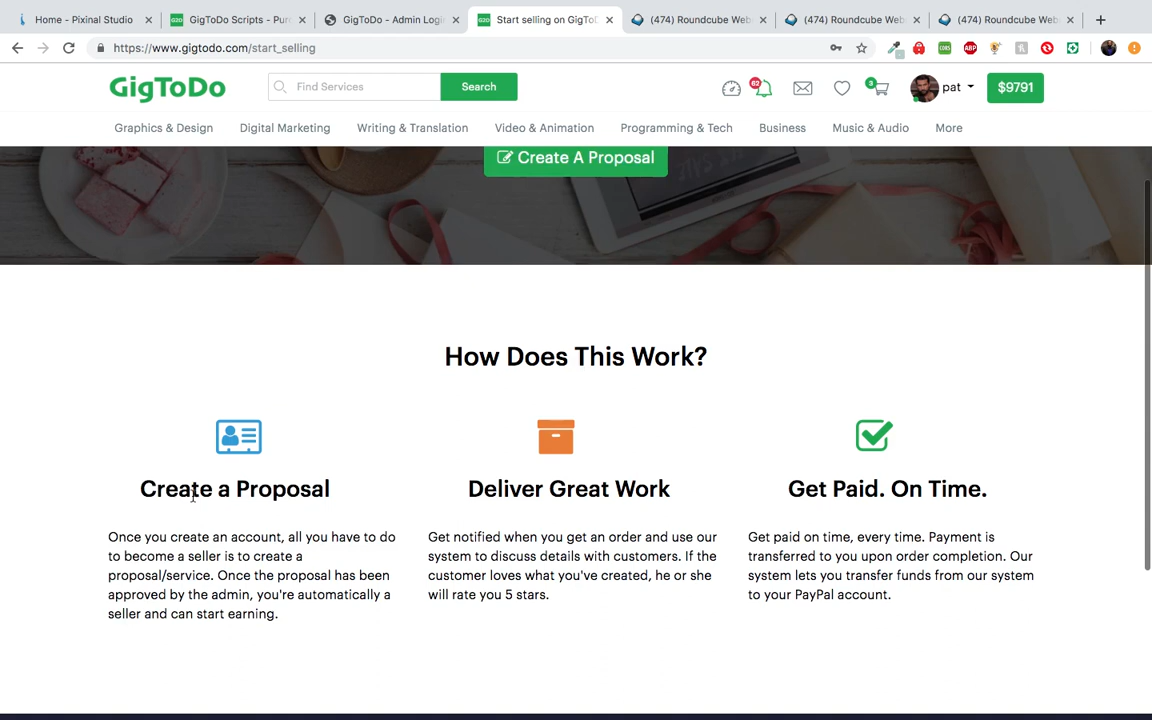 Home - Pixinal Studio
GigToDo Scripts - Pure
GigToDo - Admin Login
Start selling on GigToD
(474) Roundcube Web
(474) Roundcube Web
(474) Roundcube Web
https://www.gigtodo.com/start_selling
GigToDo
Find Services
Search
62
3
pat
$9791
Graphics & Design
Digital Marketing
Writing & Translation
Video & Animation
Programming & Tech
Business
Music & Audio
More
Create A Proposal
How Does This Work?
Create a Proposal
Once you create an account, all you have to do
to become a seller is to create a
proposal/service. Once the proposal has been
approved by the admin, you're automatically a
seller and can start earning.
Deliver Great Work
Get notified when you get an order and use our
system to discuss details with customers. If the
customer loves what you've created, he or she
will rate you 5 stars.
Get Paid. On Time.
Get paid on time, every time. Payment is
transferred to you upon order completion. Our
system lets you transfer funds from our system
to your PayPal account.